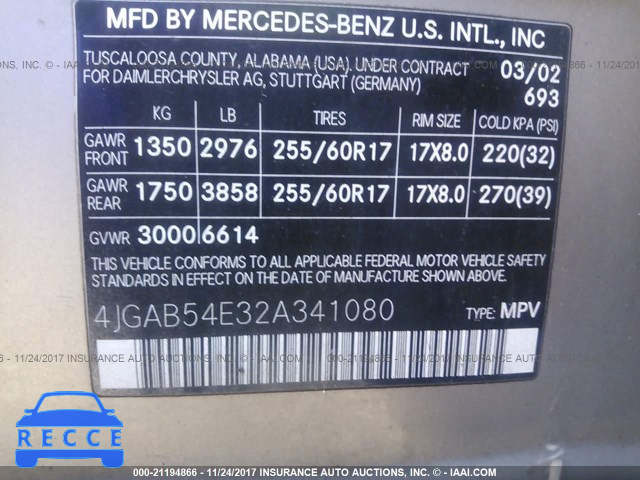 MFD BY MERCEDES-BENZ U.S. INTL., INC
TUSCALOOSA COUNTY, ALABAMA (USA), UNDER CONTRACT 03/02
FOR DAIMLERCHRYSLER AG, STUTTGART (GERMANY) 693
KG LB TIRES RIM SIZE COLD KPA (PSI)
GAWR FRONT 1350 2976 255/60R17 17X8.0 220(32)
GAWR REAR 1750 3858 255/60R17 17X8.0 270(39)
GVWR 3000 6614
THIS VEHICLE CONFORMS TO ALL APPLICABLE FEDERAL MOTOR VEHICLE SAFETY
STANDARDS IN EFFECT ON THE DATE OF MANUFACTURE SHOWN ABOVE.
4JGAB54E32A341080 TYPE: MPV
RECCE
000-21194866 - 11/24/2017 INSURANCE AUTO AUCTIONS, INC. - © IAAI.COM